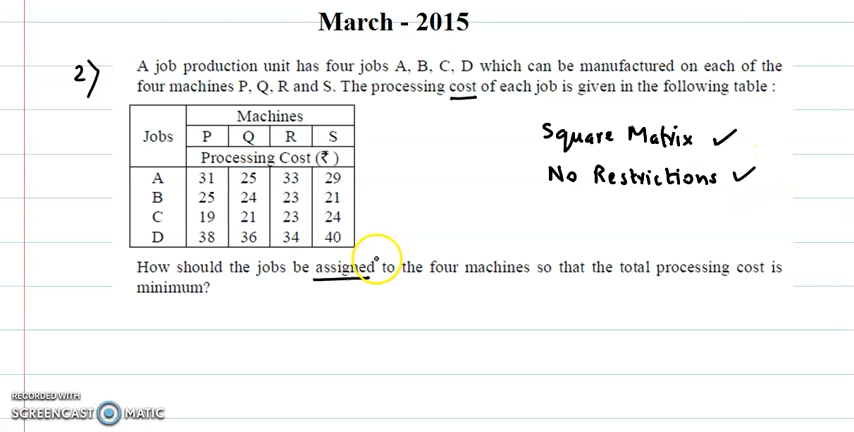 March - 2015
2) A job production unit has four jobs A, B, C, D which can be manufactured on each of the
four machines P, Q, R and S. The processing cost of each job is given in the following table :
Machines
Jobs P Q R S
Processing Cost (₹)
A 31 25 33 29
B 25 24 23 21
C 19 21 23 24
D 38 36 34 40
Square Matrix ✓
No Restrictions ✓
How should the jobs be assigned to the four machines so that the total processing cost is
minimum?
RECORDED WITH
SCREENCAST MATIC